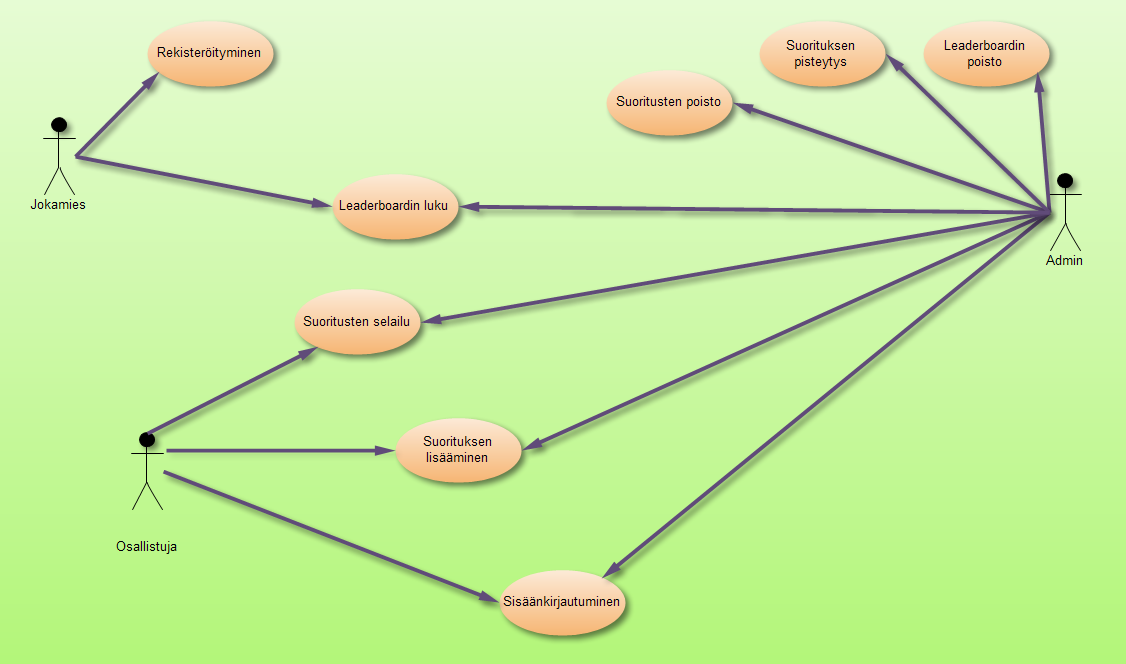 Rekisteröityminen
Suorituksen
pisteytys
Leaderboardin
poisto
Suoritusten poisto
Jokamies
Leaderboardin luku
Admin
Suoritusten selailu
Suorituksen
lisääminen
Osallistuja
Sisäänkirjautuminen